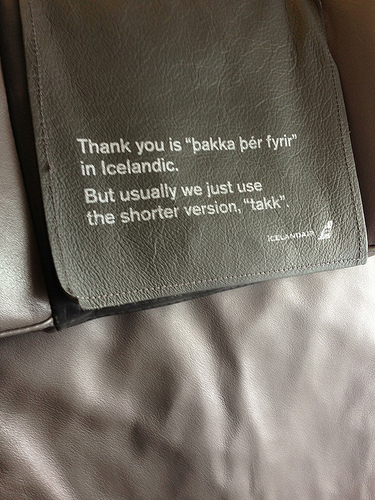 Thank you is “þakka þér fyrir”
in Icelandic.
But usually we just use
the shorter version, “takk”.
ICELANDAIR